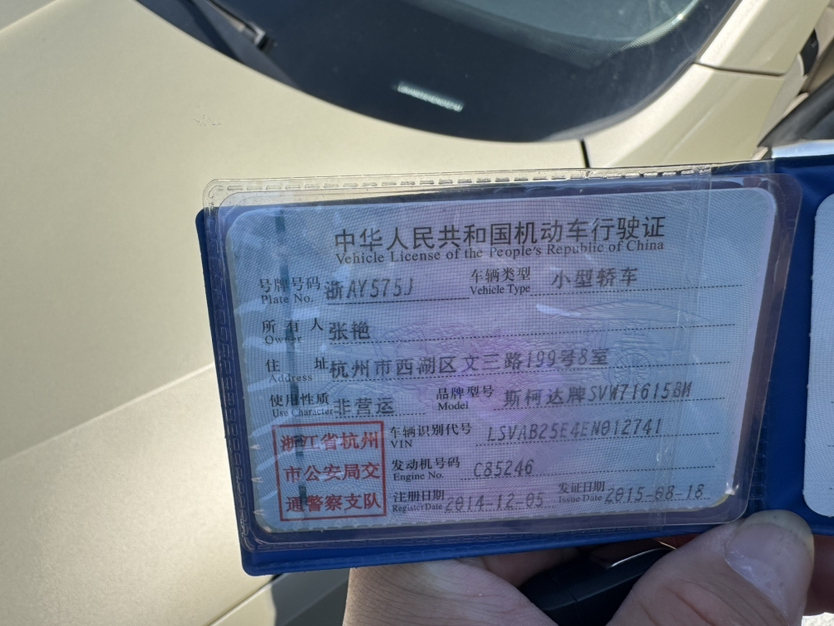 中华人民共和国机动车行驶证
Vehicle License of the People's Republic of China
号牌号码 浙AY575J 车辆类型 小型轿车
Plate No. Vehicle Type
所有人 张艳
Owner
住址 杭州市西湖区文三路199号8室
Address
使用性质 非营运 品牌型号 斯柯达牌SVW71615BM
Use Character Model
浙江省杭州
市公安局交
通警察支队
车辆识别代号 LSVAB25E4EN012741
VIN
发动机号码 C85246
Engine No.
注册日期 2014-12-05 发证日期 2015-08-18
Register Date Issue Date